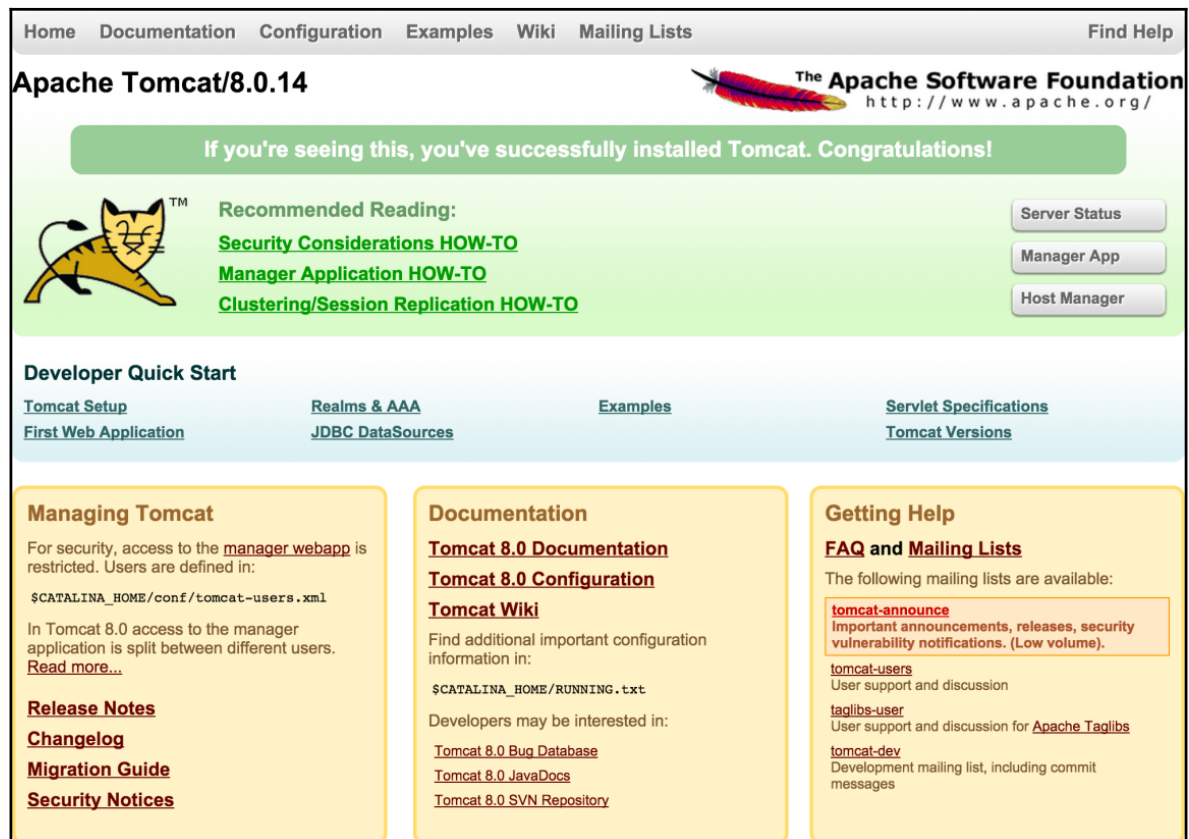 Home Documentation Configuration Examples Wiki Mailing Lists Find Help
Apache Tomcat/8.0.14
The Apache Software Foundation
http://www.apache.org/
If you're seeing this, you've successfully installed Tomcat. Congratulations!
TM
Recommended Reading:
Security Considerations HOW-TO
Manager Application HOW-TO
Clustering/Session Replication HOW-TO
Server Status
Manager App
Host Manager
Developer Quick Start
Tomcat Setup
First Web Application
Realms & AAA
JDBC DataSources
Examples
Servlet Specifications
Tomcat Versions
Managing Tomcat
For security, access to the manager webapp is
restricted. Users are defined in:
$CATALINA_HOME/conf/tomcat-users.xml
In Tomcat 8.0 access to the manager
application is split between different users.
Read more...
Release Notes
Changelog
Migration Guide
Security Notices
Documentation
Tomcat 8.0 Documentation
Tomcat 8.0 Configuration
Tomcat Wiki
Find additional important configuration
information in:
$CATALINA_HOME/RUNNING.txt
Developers may be interested in:
Tomcat 8.0 Bug Database
Tomcat 8.0 JavaDocs
Tomcat 8.0 SVN Repository
Getting Help
FAQ and Mailing Lists
The following mailing lists are available:
tomcat-announce
Important announcements, releases, security
vulnerability notifications. (Low volume).
tomcat-users
User support and discussion
taglibs-user
User support and discussion for Apache Taglibs
tomcat-dev
Development mailing list, including commit
messages